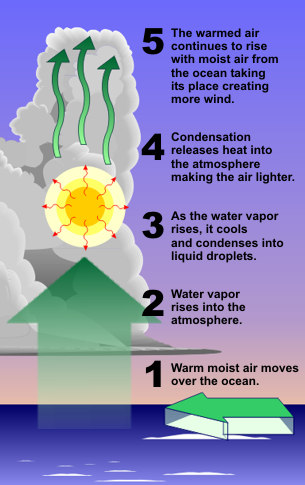 5 The warmed air
continues to rise
with moist air from
the ocean taking
its place creating
more wind.
4 Condensation
releases heat into
the atmosphere
making the air lighter.
3 As the water vapor
rises, it cools
and condenses into
liquid droplets.
2 Water vapor
rises into the
atmosphere.
1 Warm moist air moves
over the ocean.